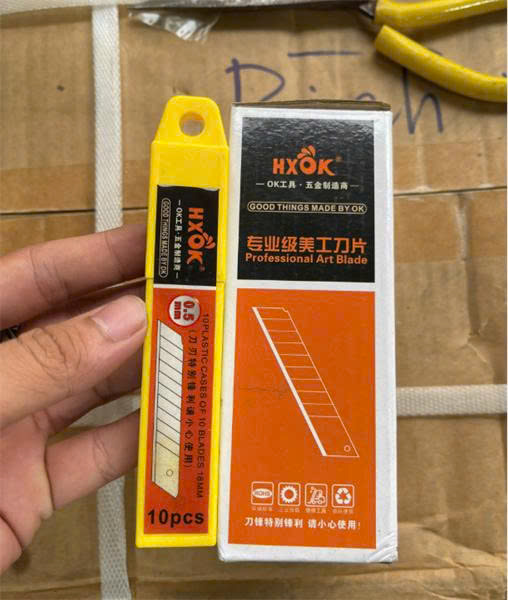 Bích
HXOK®
—OK工具·五金制造商—
GOOD THINGS MADE BY OK
0.5
mm
10PLASTIC CASES OF 10 BLADES 18MM
(刀刃特别锋利请小心使用)
10pcs
HXOK®
—OK工具·五金制造商—
GOOD THINGS MADE BY OK
专业级美工刀片
Professional Art Blade
ROHS
刀锋特别锋利 请小心使用!